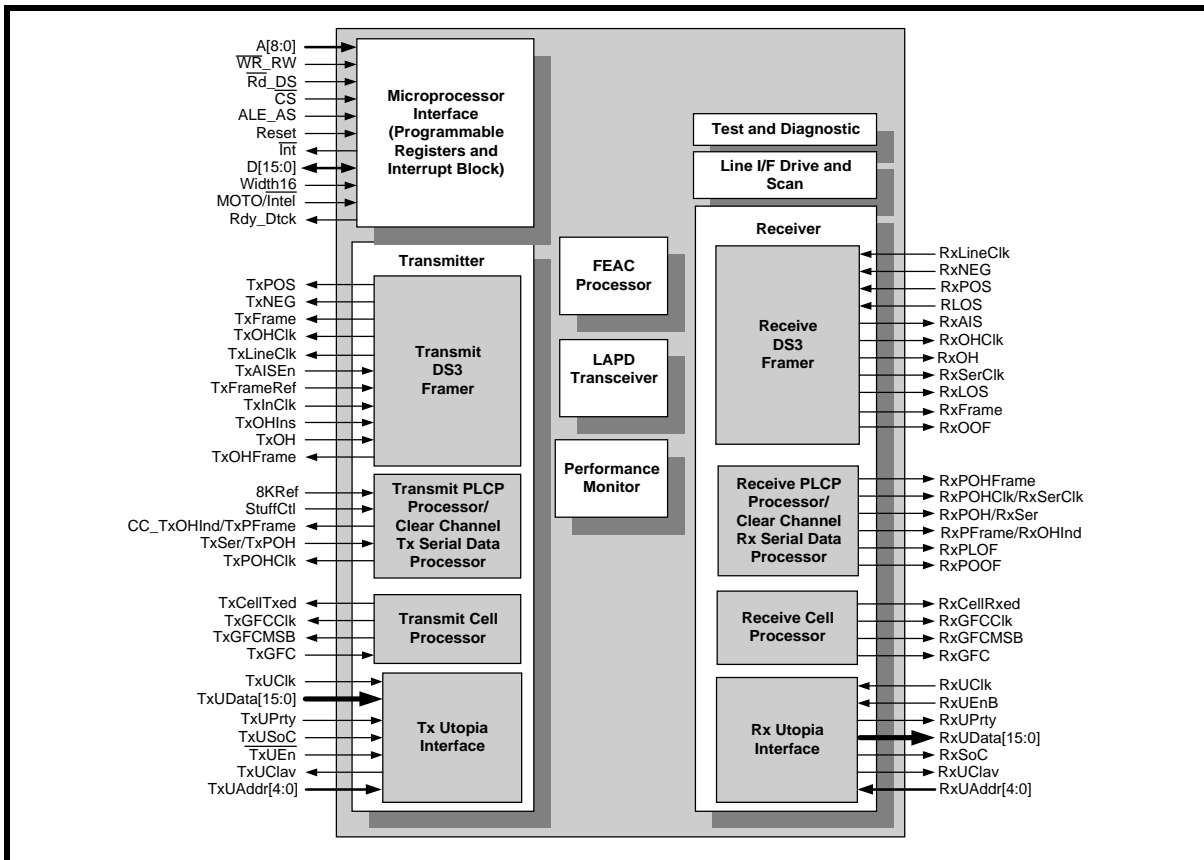 A[8:0]
WR_RW
Rd_DS
CS
ALE_AS
Reset
Int
D[15:0]
Width16
MOTO/Intel
Rdy_Dtck
Microprocessor
Interface
(Programmable
Registers and
Interrupt Block)
Test and Diagnostic
Line I/F Drive and
Scan
Transmitter
TxPOS
TxNEG
TxFrame
TxOHClk
TxLineClk
TxAISEn
TxFrameRef
TxInClk
TxOHIns
TxOH
TxOHFrame
Transmit
DS3
Framer
8KRef
StuffCtl
CC_TxOHInd/TxPFrame
TxSer/TxPOH
TxPOHClk
Transmit PLCP
Processor/
Clear Channel
Tx Serial Data
Processor
TxCellTxed
TxGFCClk
TxGFCMSB
TxGFC
Transmit Cell
Processor
TxUClk
TxUData[15:0]
TxUPrty
TxUSoC
TxUEn
TxUClav
TxUAddr[4:0]
Tx Utopia
Interface
FEAC
Processor
LAPD
Transceiver
Performance
Monitor
Receiver
Receive
DS3
Framer
RxLineClk
RxNEG
RxPOS
RLOS
RxAIS
RxOHClk
RxOH
RxSerClk
RxLOS
RxFrame
RxOOF
Receive PLCP
Processor/
Clear Channel
Rx Serial Data
Processor
RxPOHFrame
RxPOHClk/RxSerClk
RxPOH/RxSer
RxPFrame/RxOHInd
RxPLOF
RxPOOF
Receive Cell
Processor
RxCellRxed
RxGFCClk
RxGFCMSB
RxGFC
Rx Utopia
Interface
RxUClk
RxUEnB
RxUPrty
RxUData[15:0]
RxSoC
RxUClav
RxUAddr[4:0]